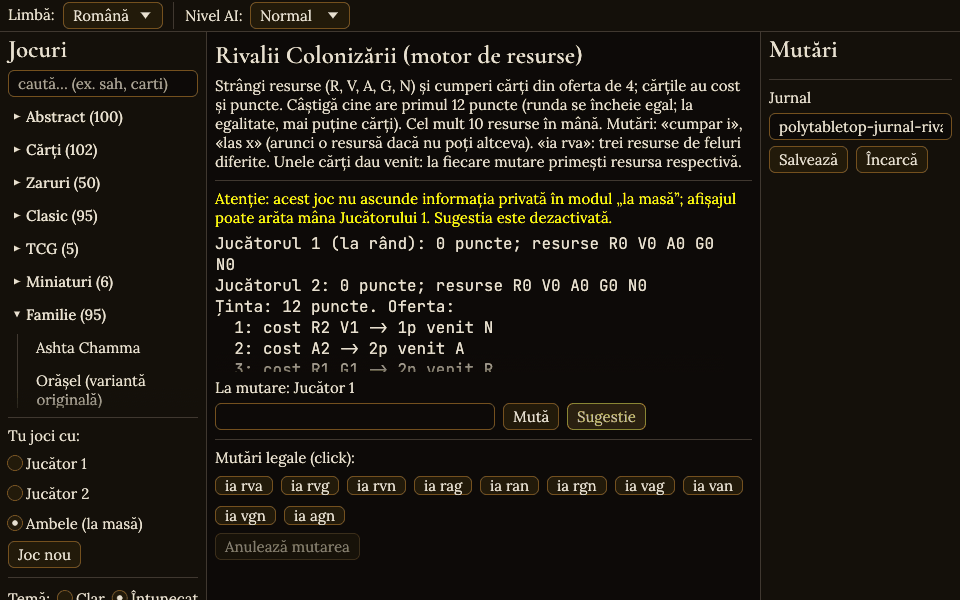 Limbă: Română ▼ Nivel AI: Normal ▼
Jocuri
caută... (ex. sah, carti)
▸ Abstract (100)
▸ Cărți (102)
▸ Zaruri (50)
▸ Clasic (95)
▸ TCG (5)
▸ Miniaturi (6)
▾ Familie (95)
Ashta Chamma
Orășel (variantă
originală)
Tu joci cu:
Jucător 1
Jucător 2
Ambele (la masă)
Joc nou
Temă: Clar Întunecat
Rivalii Colonizării (motor de resurse)
Strângi resurse (R, V, A, G, N) și cumperi cărți din oferta de 4; cărțile au cost
și puncte. Câștigă cine are primul 12 puncte (runda se încheie egal; la
egalitate, mai puține cărți). Cel mult 10 resurse în mână. Mutări: «cumpar i»,
«las x» (arunci o resursă dacă nu poți altceva). «ia rva»: trei resurse de feluri
diferite. Unele cărți dau venit: la fiecare mutare primești resursa respectivă.
Atenție: acest joc nu ascunde informația privată în modul „la masă”; afișajul
poate arăta mâna Jucătorului 1. Sugestia este dezactivată.
Jucătorul 1 (la rând): 0 puncte; resurse R0 V0 A0 G0
N0
Jucătorul 2: 0 puncte; resurse R0 V0 A0 G0 N0
Ținta: 12 puncte. Oferta:
1: cost R2 V1 -> 1p venit N
2: cost A2 -> 2p venit A
3: cost R1 G1 -> 2p venit R
La mutare: Jucător 1
Mută Sugestie
Mutări legale (click):
ia rva ia rvg ia rvn ia rag ia ran ia rgn ia vag ia van
ia vgn ia agn
Anulează mutarea
Mutări
Jurnal
polytabletop-jurnal-riva
Salvează Încarcă